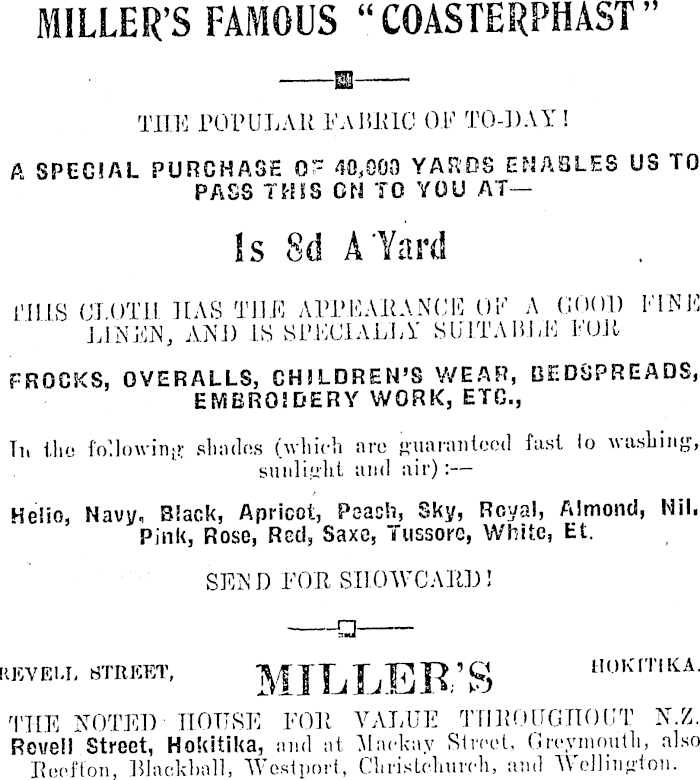 MILLER'S FAMOUS "COASTERPHAST"
THE POPULAR FABRIC OF TO-DAY!
A SPECIAL PURCHASE OF 40,000 YARDS ENABLES US TO
PASS THIS ON TO YOU AT—
1s 8d A Yard
THIS CLOTH HAS THE APPEARANCE OF A GOOD FINE
LINEN, AND IS SPECIALLY SUITABLE FOR
FROCKS, OVERALLS, CHILDREN'S WEAR, BEDSPREADS,
EMBROIDERY WORK, ETC.,
In the following shades (which are guaranteed fast to washing,
sunlight and air):—
Helio, Navy, Black, Apricot, Peach, Sky, Royal, Almond, Nil.
Pink, Rose, Red, Saxe, Tussore, White, Et.
SEND FOR SHOWCARD!
REVELL STREET, MILLER'S HOKITIKA.
THE NOTED HOUSE FOR VALUE THROUGHOUT N.Z.
Revell Street, Hokitika, and at Mackay Street, Greymouth, also
Reefton, Blackball, Westport, Christchurch, and Wellington.